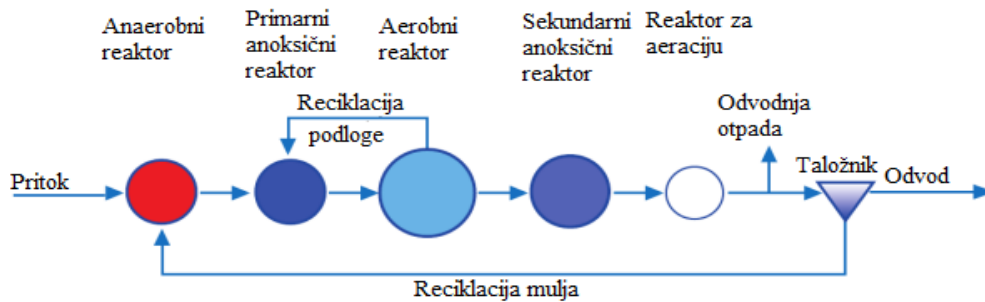 Anaerobni
reaktor
Primarni
anoksični
reaktor
Aerobni
reaktor
Sekundarni
anoksični
reaktor
Reaktor za
aeraciju
Reciklacija
podloge
Odvodnja
otpada
Taložnik
Pritok
Odvod
Reciklacija mulja